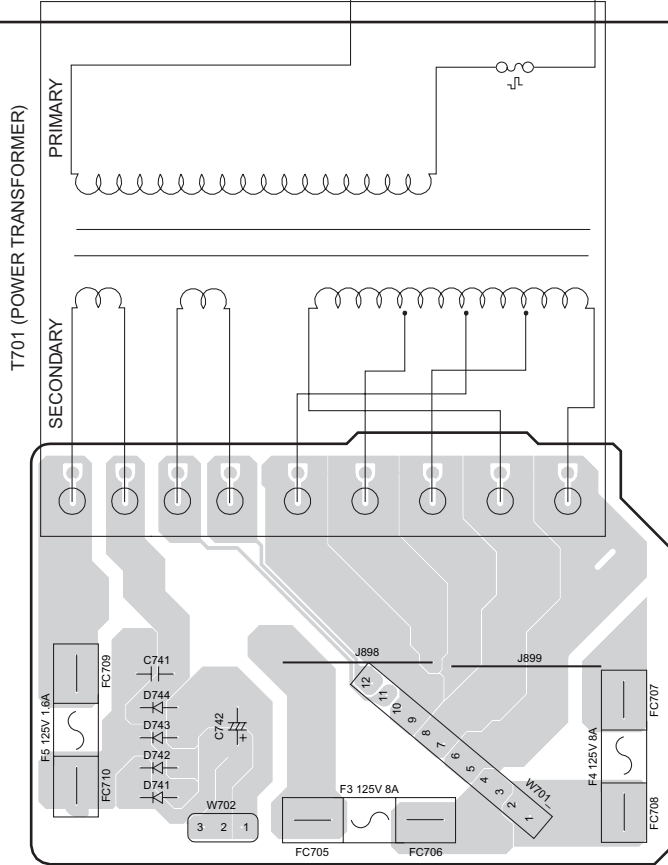 T701 (POWER TRANSFORMER)
PRIMARY
SECONDARY
J898
J899
FC709
C741
D744
D743
D742
D741
C742
+
F5 125V 1.6A
FC710
W702
3 2 1
12
11
10
9
8
7
6
5
4
3
2
1
W701
F3 125V 8A
FC705
FC706
F4 125V 8A
FC707
FC708